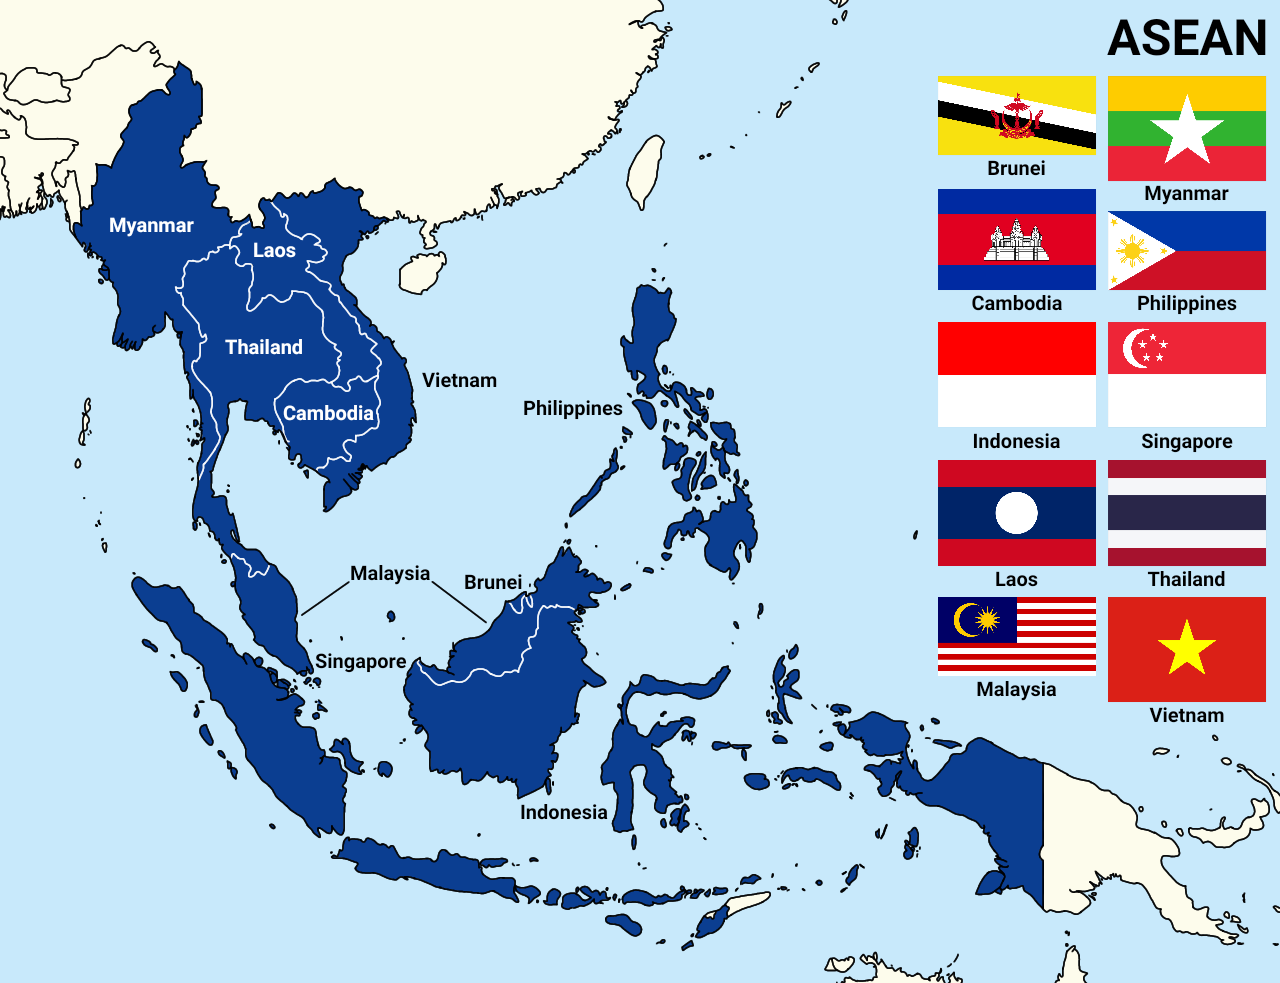 ASEAN
Brunei
Myanmar
Cambodia
Philippines
Indonesia
Singapore
Laos
Thailand
Malaysia
Vietnam
Myanmar
Laos
Thailand
Vietnam
Cambodia
Philippines
Malaysia
Brunei
Singapore
Indonesia